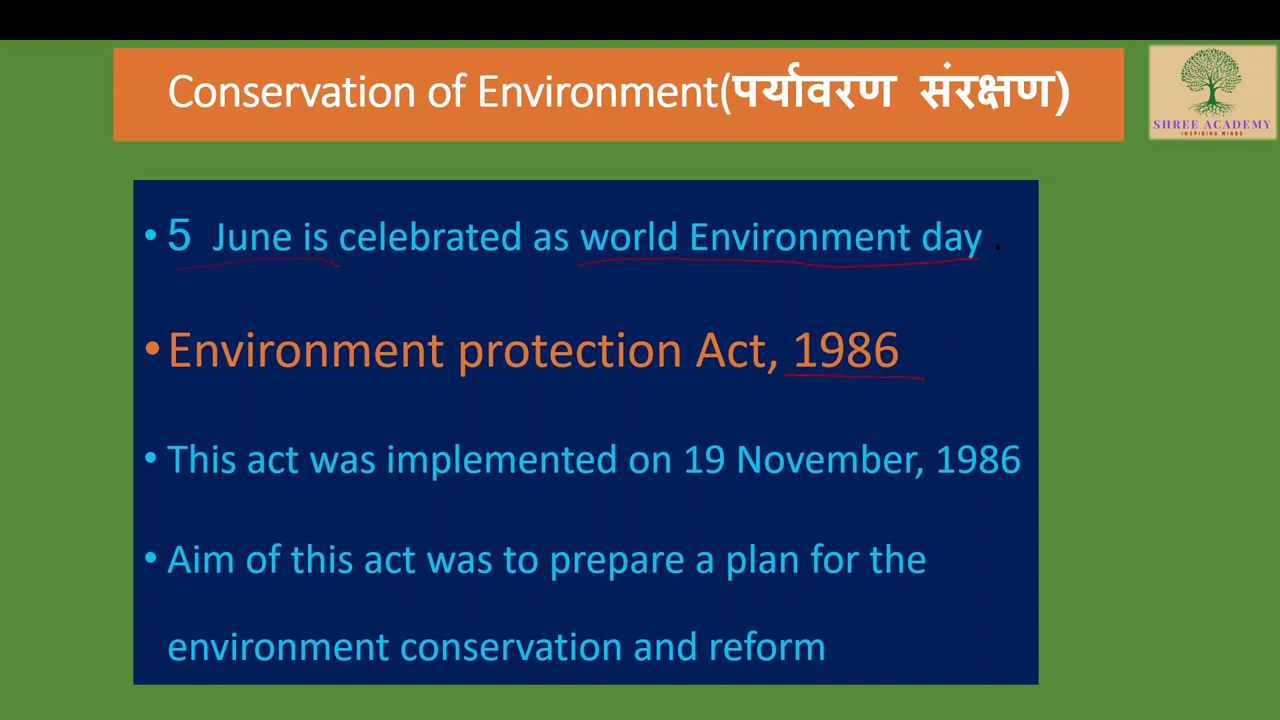 Conservation of Environment(पर्यावरण संरक्षण)
SHREE ACADEMY
INSPIRING MINDS
• 5 June is celebrated as world Environment day .
• Environment protection Act, 1986
• This act was implemented on 19 November, 1986
• Aim of this act was to prepare a plan for the
environment conservation and reform